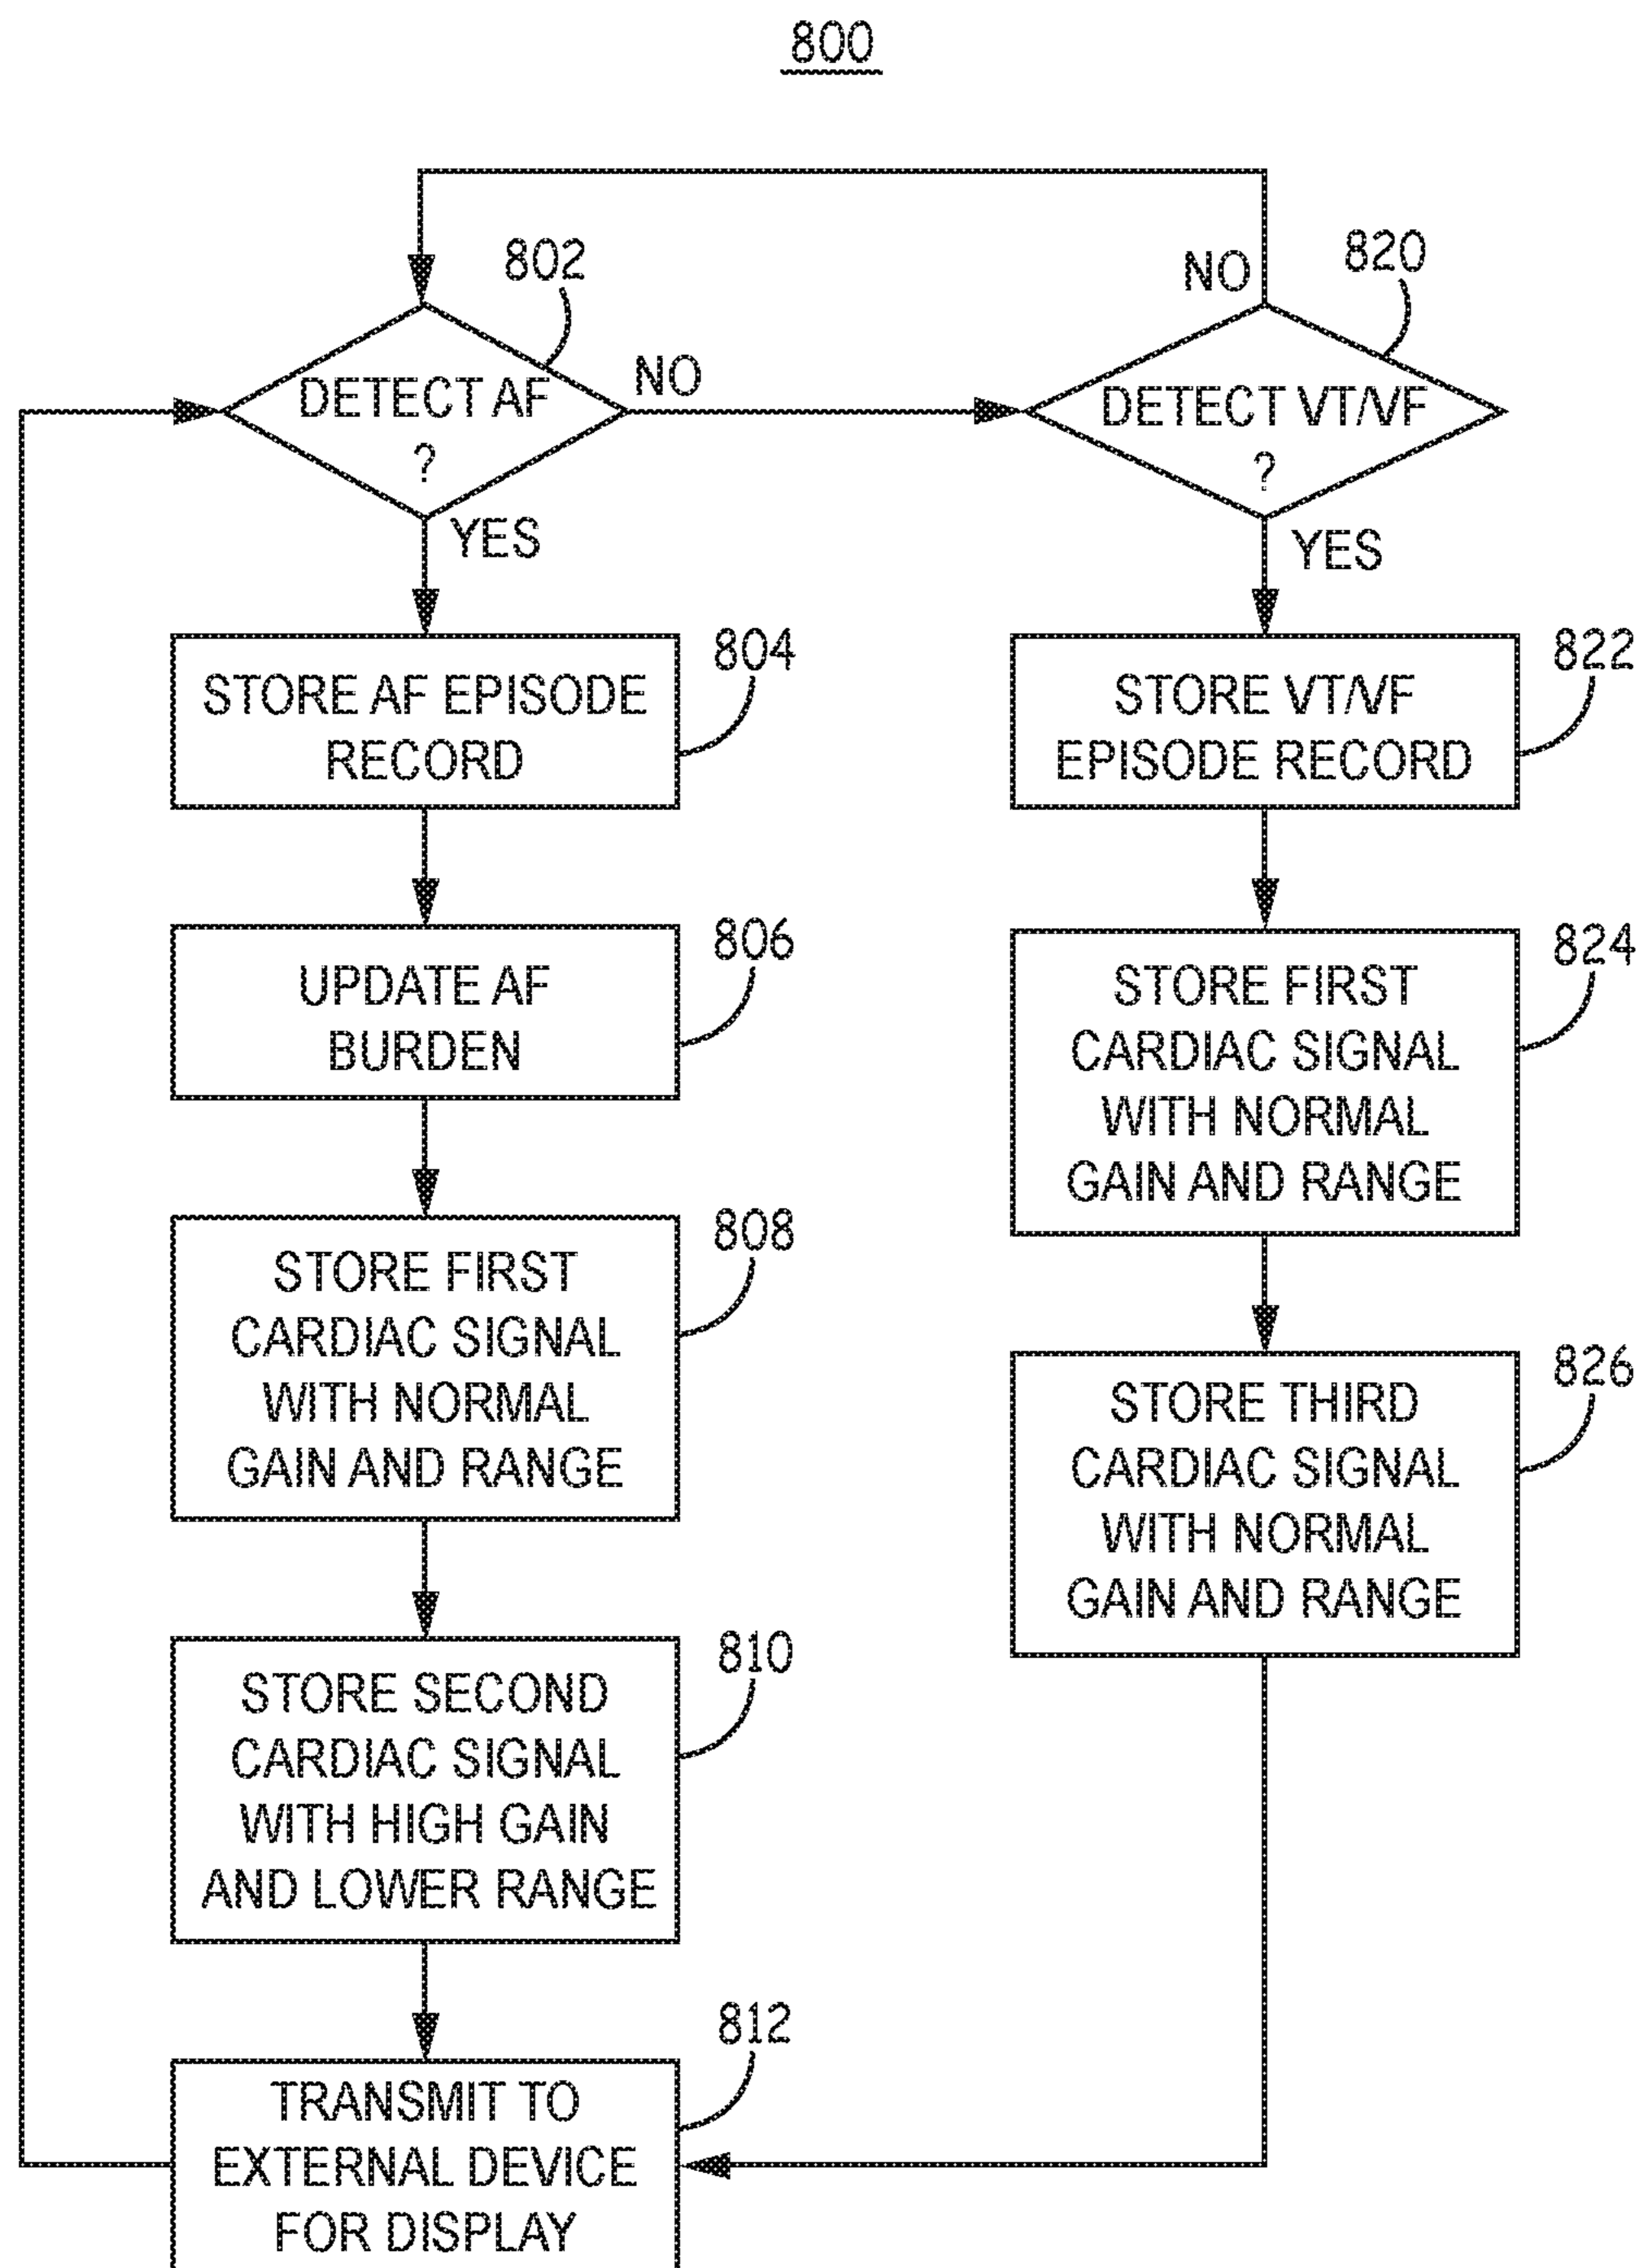 800
802
DETECT AF
?
NO
YES
820
NO
DETECT VT/VF
?
YES
804
STORE AF EPISODE
RECORD
806
UPDATE AF
BURDEN
808
STORE FIRST
CARDIAC SIGNAL
WITH NORMAL
GAIN AND RANGE
810
STORE SECOND
CARDIAC SIGNAL
WITH HIGH GAIN
AND LOWER RANGE
812
TRANSMIT TO
EXTERNAL DEVICE
FOR DISPLAY
822
STORE VT/VF
EPISODE RECORD
824
STORE FIRST
CARDIAC SIGNAL
WITH NORMAL
GAIN AND RANGE
826
STORE THIRD
CARDIAC SIGNAL
WITH NORMAL
GAIN AND RANGE